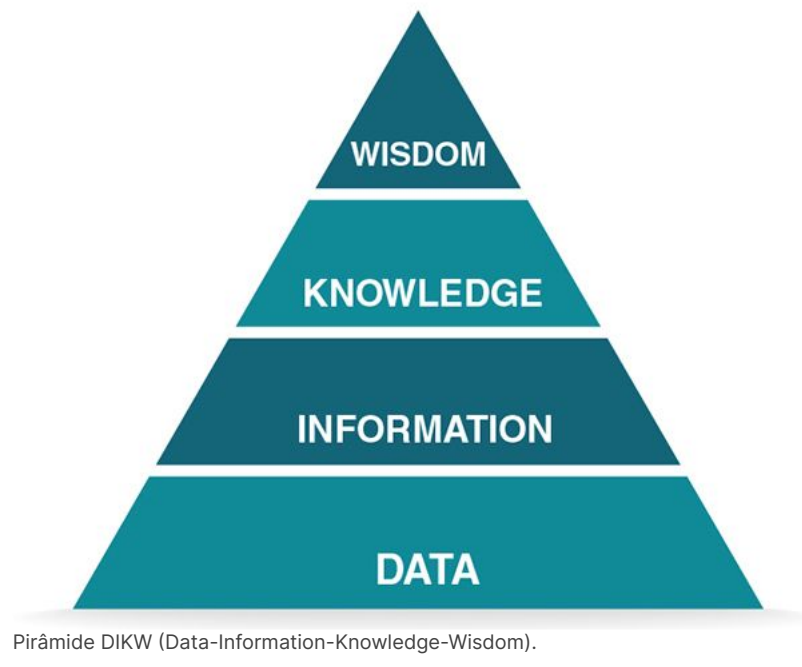 WISDOM
KNOWLEDGE
INFORMATION
DATA
Pirâmide DIKW (Data-Information-Knowledge-Wisdom).